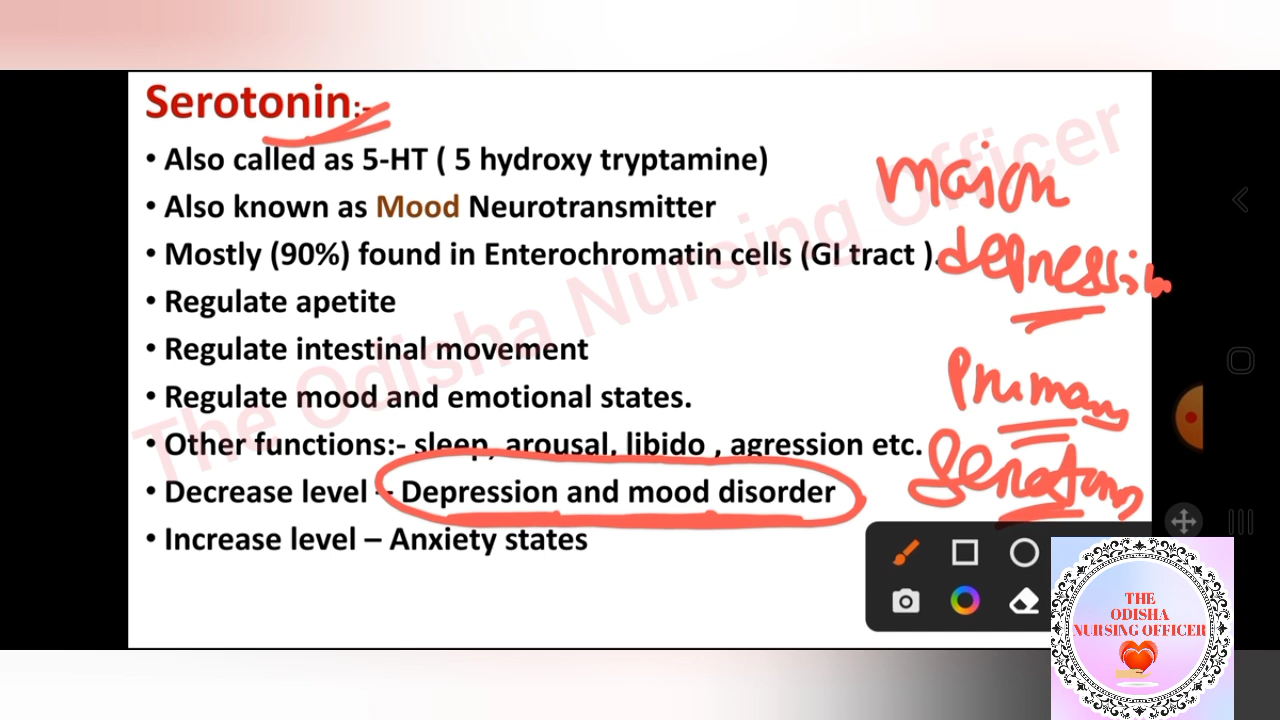 Serotonin:-
• Also called as 5-HT ( 5 hydroxy tryptamine)
• Also known as Mood Neurotransmitter
• Mostly (90%) found in Enterochromatin cells (GI tract ).
• Regulate apetite
• Regulate intestinal movement
• Regulate mood and emotional states.
• Other functions:- sleep, arousal, libido , agression etc.
• Decrease level – Depression and mood disorder
• Increase level – Anxiety states
The Odisha Nursing Officer
depression
THE
ODISHA
NURSING OFFICER